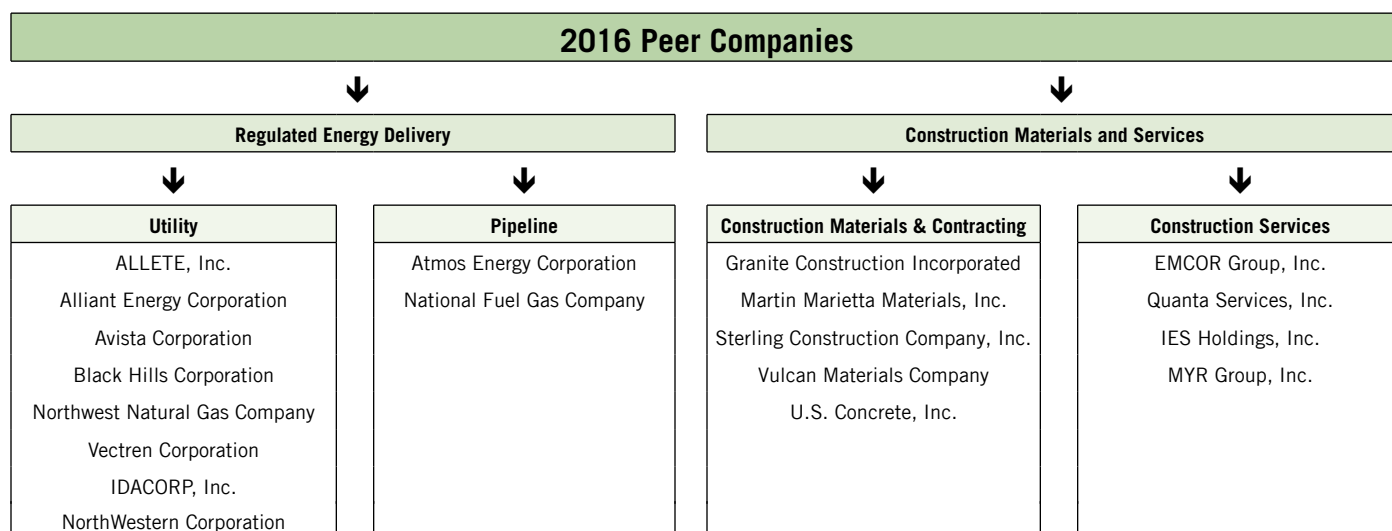 2016 Peer Companies
Regulated Energy Delivery
Construction Materials and Services
Utility
ALLETE, Inc.
Alliant Energy Corporation
Avista Corporation
Black Hills Corporation
Northwest Natural Gas Company
Vectren Corporation
IDACORP, Inc.
NorthWestern Corporation
Pipeline
Atmos Energy Corporation
National Fuel Gas Company
Construction Materials & Contracting
Granite Construction Incorporated
Martin Marietta Materials, Inc.
Sterling Construction Company, Inc.
Vulcan Materials Company
U.S. Concrete, Inc.
Construction Services
EMCOR Group, Inc.
Quanta Services, Inc.
IES Holdings, Inc.
MYR Group, Inc.